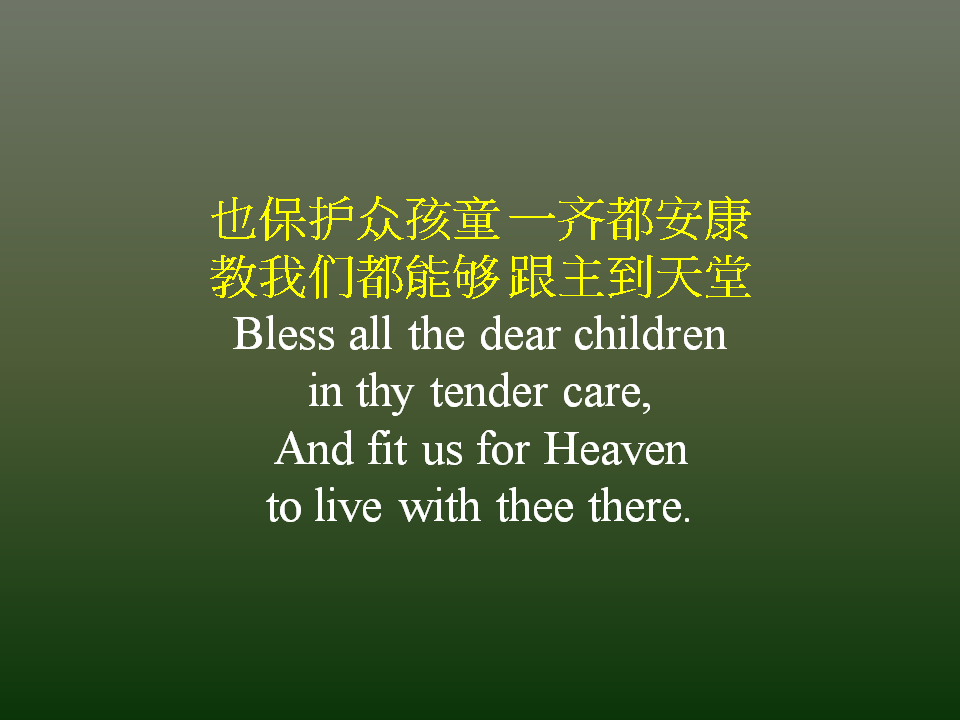 也保护众孩童 一齐都安康
教我们都能够 跟主到天堂
Bless all the dear children
in thy tender care,
And fit us for Heaven
to live with thee there.